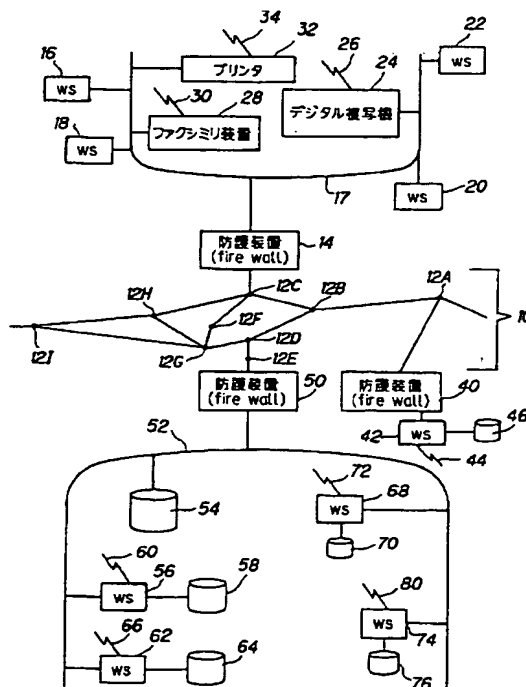 34
32
プリンタ
16
WS
26
24
デジタル複写機
22
WS
30
28
ファクシミリ装置
18
WS
17
WS
20
防護装置
(fire wall)
14
12C
12B
12A
12H
12F
12D
12I
12G
12E
防護装置
(fire wall)
50
防護装置
(fire wall)
40
46
42
WS
44
52
54
72
68
WS
70
60
56
58
WS
80
WS
74
76
66
62
64
WS